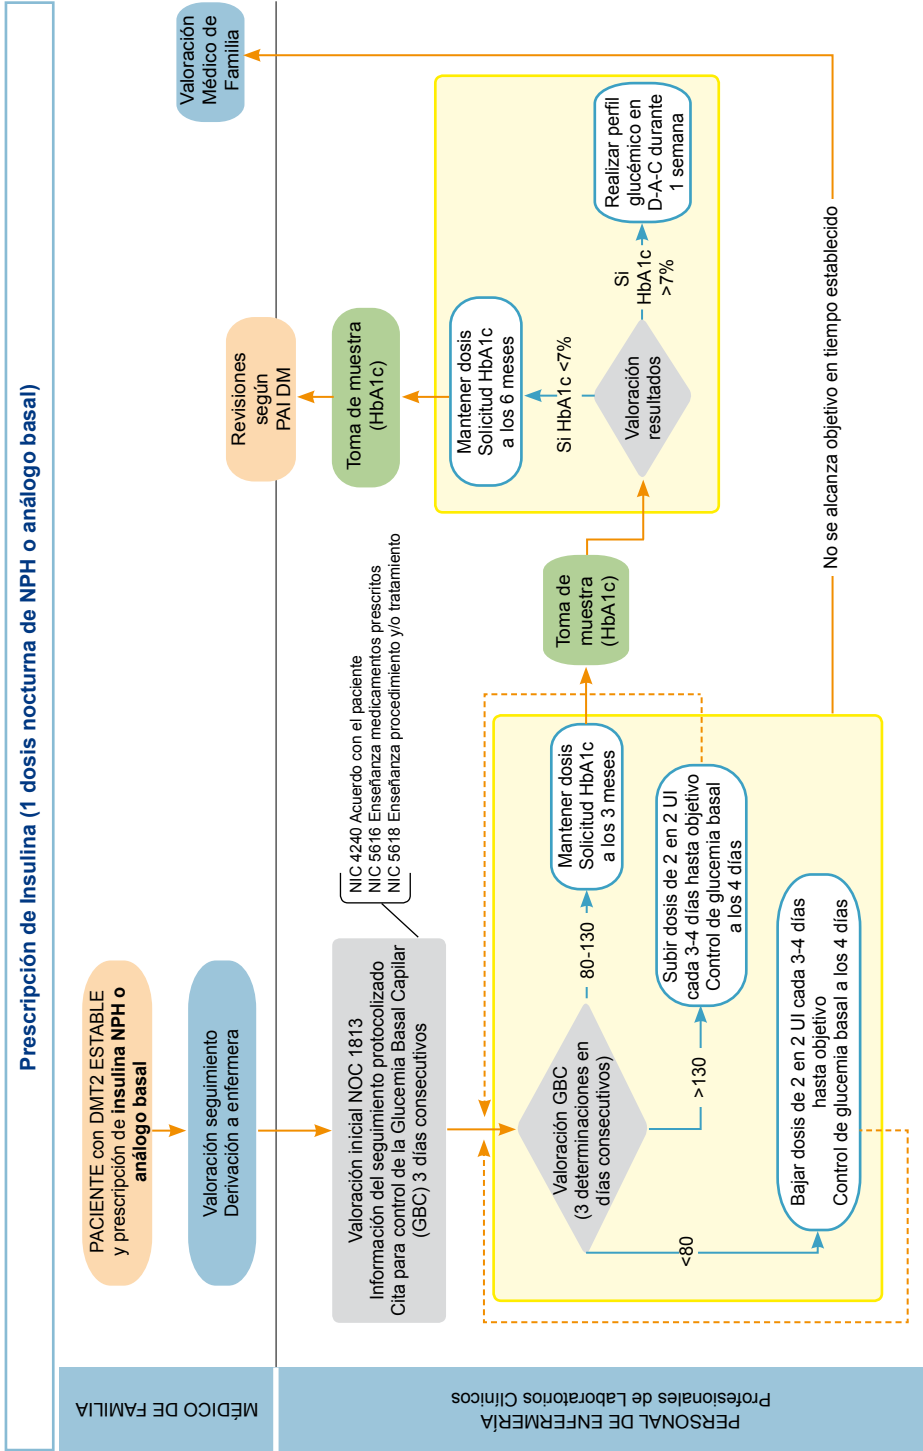 Prescripción de Insulina (1 dosis nocturna de NPH o análogo basal)
MÉDICO DE FAMILIA
PACIENTE con DMT2 ESTABLE
y prescripción de insulina NPH o
análogo basal
Valoración seguimiento
Derivación a enfermera
Revisiones
según
PAI DM
Valoración
Médico de
Familia
PERSONAL DE ENFERMERÍA
Profesionales de Laboratorios Clínicos
Valoración inicial NOC 1813
Información del seguimiento protocolizado
Cita para control de la Glucemia Basal Capilar
(GBC) 3 días consecutivos
NIC 4240 Acuerdo con el paciente
NIC 5616 Enseñanza medicamentos prescritos
NIC 5618 Enseñanza procedimiento y/o tratamiento
Valoración GBC
(3 determinaciones en
días consecutivos)
80-130
Mantener dosis
Solicitud HbA1c
a los 3 meses
>130
Subir dosis de 2 en 2 UI
cada 3-4 días hasta objetivo
Control de glucemia basal
a los 4 días
<80
Bajar dosis de 2 en 2 UI cada 3-4 días
hasta objetivo
Control de glucemia basal a los 4 días
Toma de
muestra
(HbA1c)
Valoración
resultados
Si HbA1c <7%
Mantener dosis
Solicitud HbA1c
a los 6 meses
Toma de muestra
(HbA1c)
Si
HbA1c
>7%
Realizar perfil
glucémico en
D-A-C durante
1 semana
No se alcanza objetivo en tiempo establecido